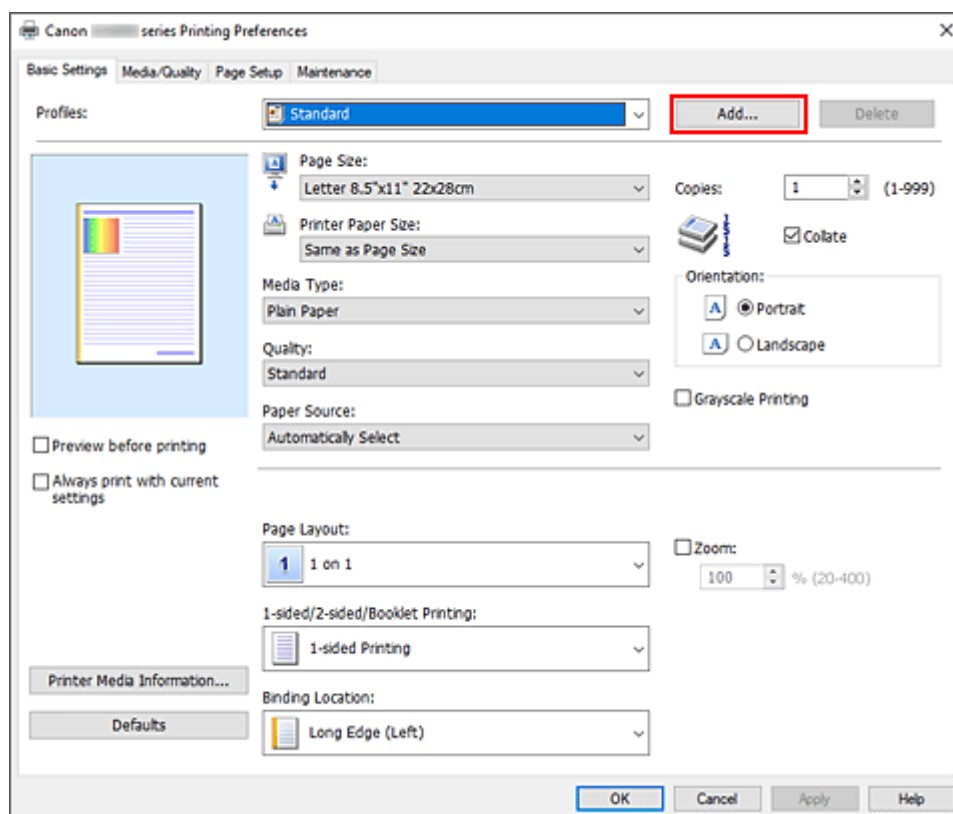 Canon series Printing Preferences
Basic Settings Media/Quality Page Setup Maintenance
Profiles: Standard Add... Delete
Page Size:
Letter 8.5"x11" 22x28cm
Copies: 1 (1-999)
Printer Paper Size:
Same as Page Size
Collate
Media Type:
Plain Paper
Orientation:
A Portrait
A Landscape
Quality:
Standard
Grayscale Printing
Paper Source:
Automatically Select
Preview before printing
Always print with current
settings
Page Layout:
1 1 on 1
Zoom:
100 % (20-400)
1-sided/2-sided/Booklet Printing:
1-sided Printing
Printer Media Information...
Defaults
Binding Location:
Long Edge (Left)
OK Cancel Apply Help